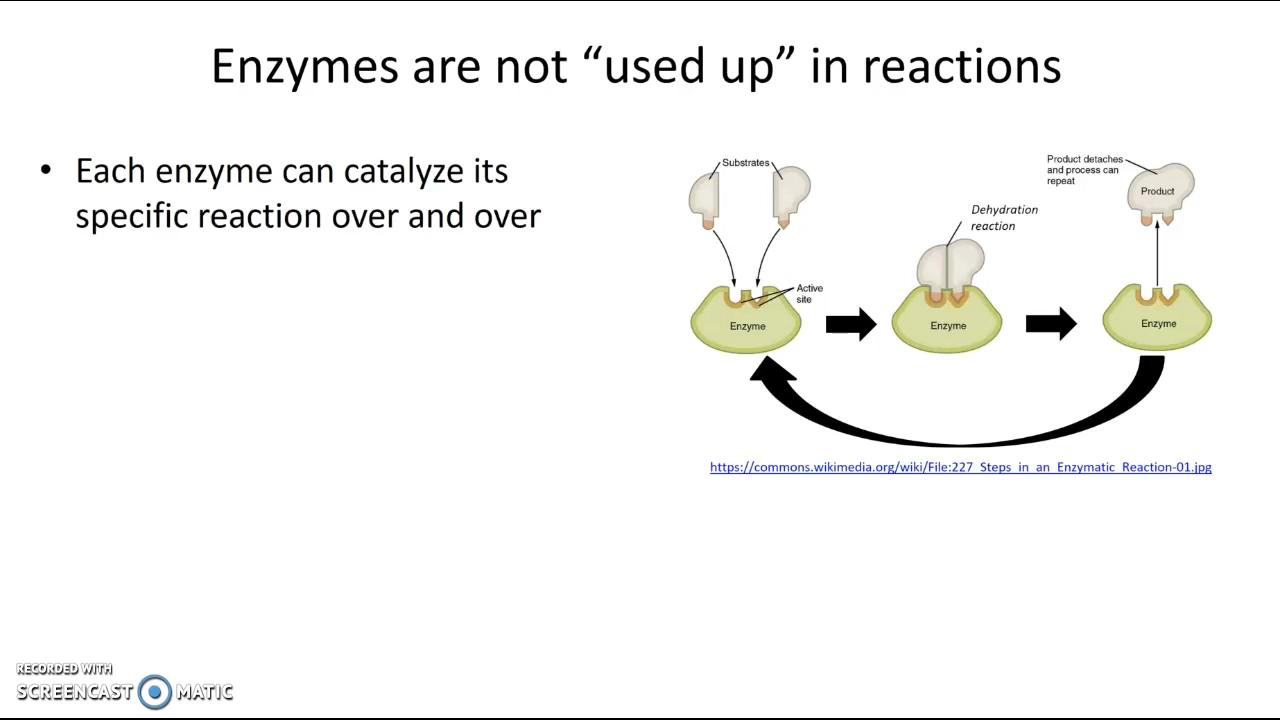 Enzymes are not “used up” in reactions
• Each enzyme can catalyze its
specific reaction over and over
Substrates
Active
site
Enzyme
Dehydration
reaction
Enzyme
Product detaches
and process can
repeat
Product
Enzyme
https://commons.wikimedia.org/wiki/File:227_Steps_in_an_Enzymatic_Reaction-01.jpg
RECORDED WITH
SCREENCAST MATIC